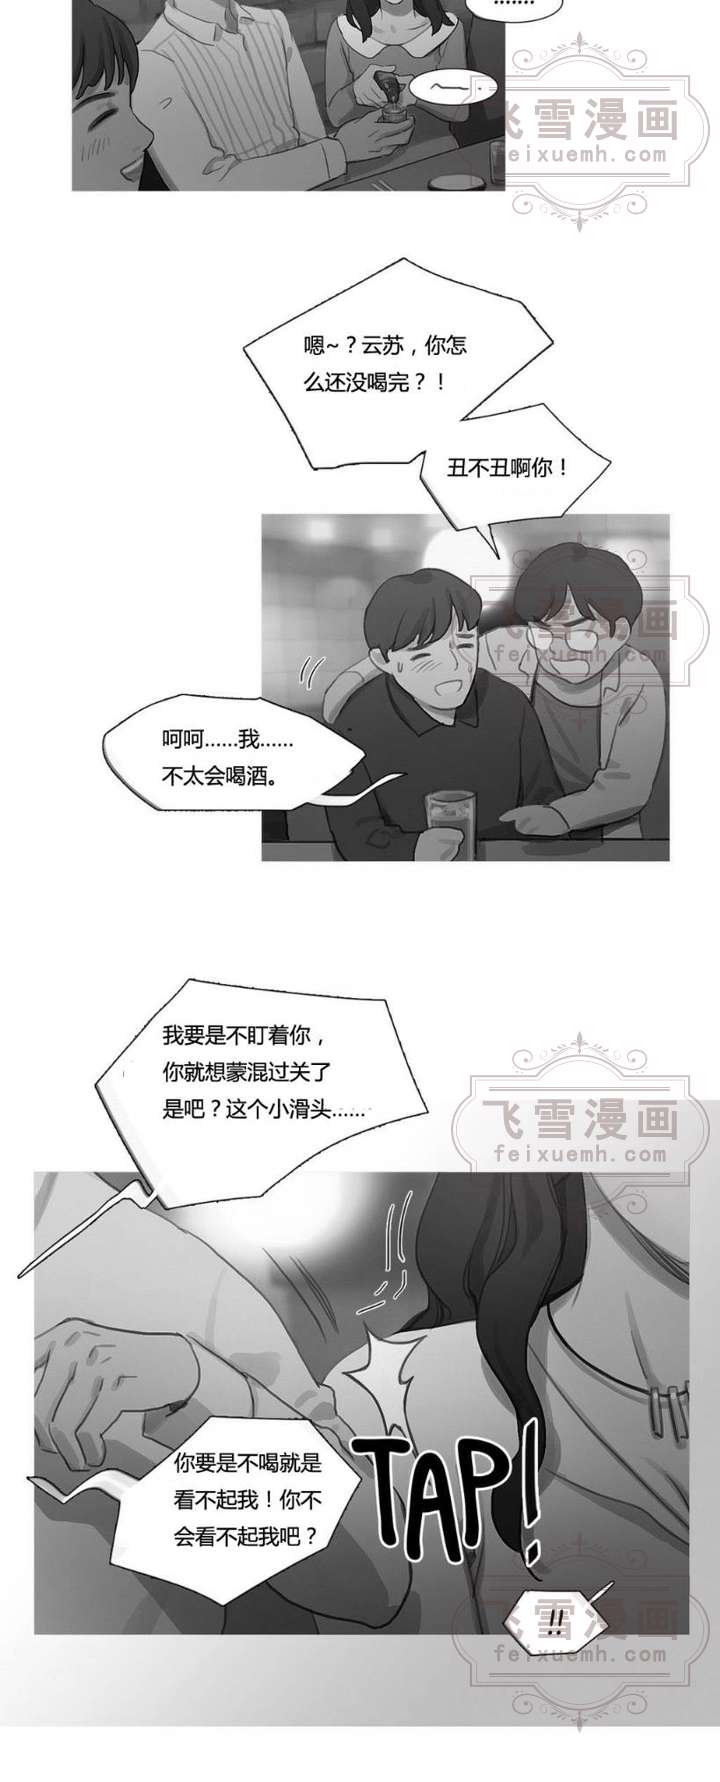 .......
~....
飞雪漫画
feixuemh.com
嗯~？云苏，你怎
么还没喝完？！
丑不丑啊你！
飞雪漫画
feixuemh.com
呵呵……我……
不太会喝酒。
我要是不盯着你，
你就想蒙混过关了
是吧？这个小滑头……
飞雪漫画
feixuemh.com
你要是不喝就是
看不起我！你不
会看不起我吧？
TAP!
!!
飞雪漫画
feixuemh.com